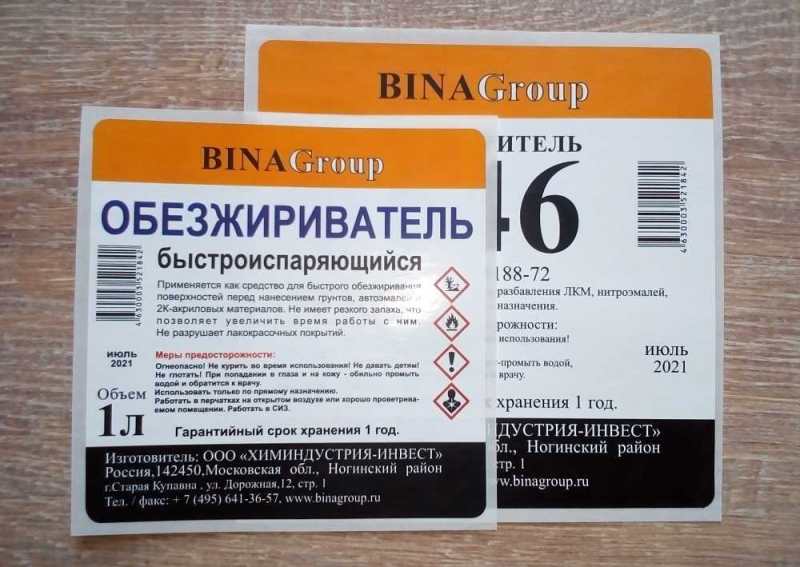 BINAGroup
ОБЕЗЖИРИВАТЕЛЬ
быстроиспаряющийся
Применяется как средство для быстрого обезжиривания
поверхностей перед нанесением грунтов, автоэмалей и
2К-акриловых материалов. Не имеет резкого запаха, что
позволяет увеличить время работы с ним.
Не разрушает лакокрасочных покрытий.
4630003521842
ИЮЛЬ
2021
Объем
1л
Меры предосторожности:
Огнеопасно! Не курить во время использования! Не давать детям!
Не глотать! При попадании в глаза и на кожу - обильно промыть
водой и обратится к врачу.
Использовать только по прямому назначению.
Работать в перчатках на открытом воздухе или хорошо проветрива-
емом помещении. Работать в СИЗ.
Гарантийный срок хранения 1 год.
Изготовитель: ООО «ХИМИНДУСТРИЯ-ИНВЕСТ»
Россия,142450,Московская обл., Ногинский район
г.Старая Купавна , ул. Дорожная,12, стр. 1
Тел. / факс: + 7 (495) 641-36-57, www.binagroup.ru
BINAGroup
ИТЕЛЬ
46
188-72
разбавления ЛКМ, нитроэмалей,
назначения.
рожности:
использования!
-промыть водой,
врачу.
4630003521842
ИЮЛЬ
2021
хранения 1 год.
ДУСТРИЯ-ИНВЕСТ»
бл., Ногинский район
стр. 1
www.binagroup.ru